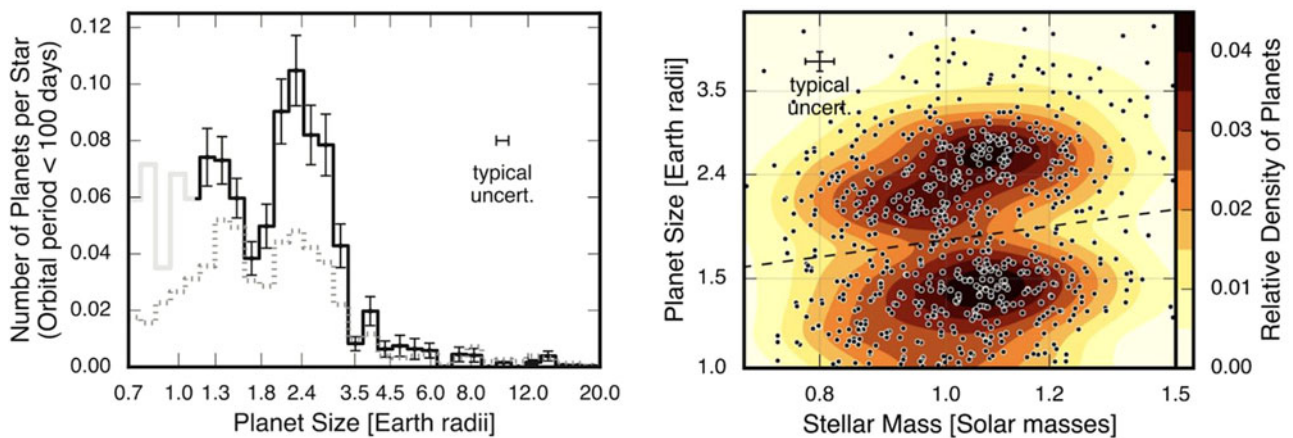 Number of Planets per Star
(Orbital period < 100 days)
0.12
0.10
0.08
0.06
0.04
0.02
0.00
typical
uncert.
0.7 1.0 1.3 1.8 2.4 3.5 4.5 6.0 8.0 12.0 20.0
Planet Size [Earth radii]
Planet Size [Earth radii]
3.5
2.4
1.5
1.0
typical
uncert.
0.8 1.0 1.2 1.5
Stellar Mass [Solar masses]
0.04
0.03
0.02
0.01
0.00
Relative Density of Planets